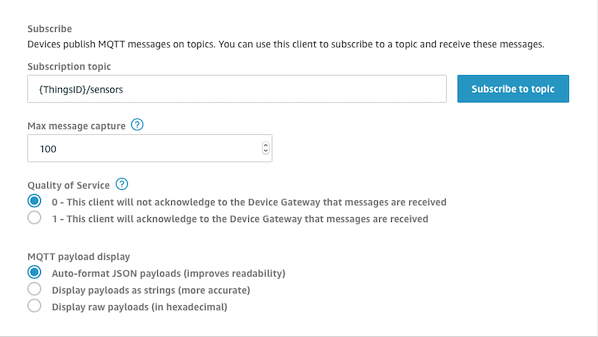 Subscribe
Devices publish MQTT messages on topics. You can use this client to subscribe to a topic and receive these messages.
Subscription topic
{ThingsID}/sensors
Subscribe to topic
Max message capture ?
100
Quality of Service ?
0 - This client will not acknowledge to the Device Gateway that messages are received
1 - This client will acknowledge to the Device Gateway that messages are received
MQTT payload display
Auto-format JSON payloads (improves readability)
Display payloads as strings (more accurate)
Display raw payloads (in hexadecimal)